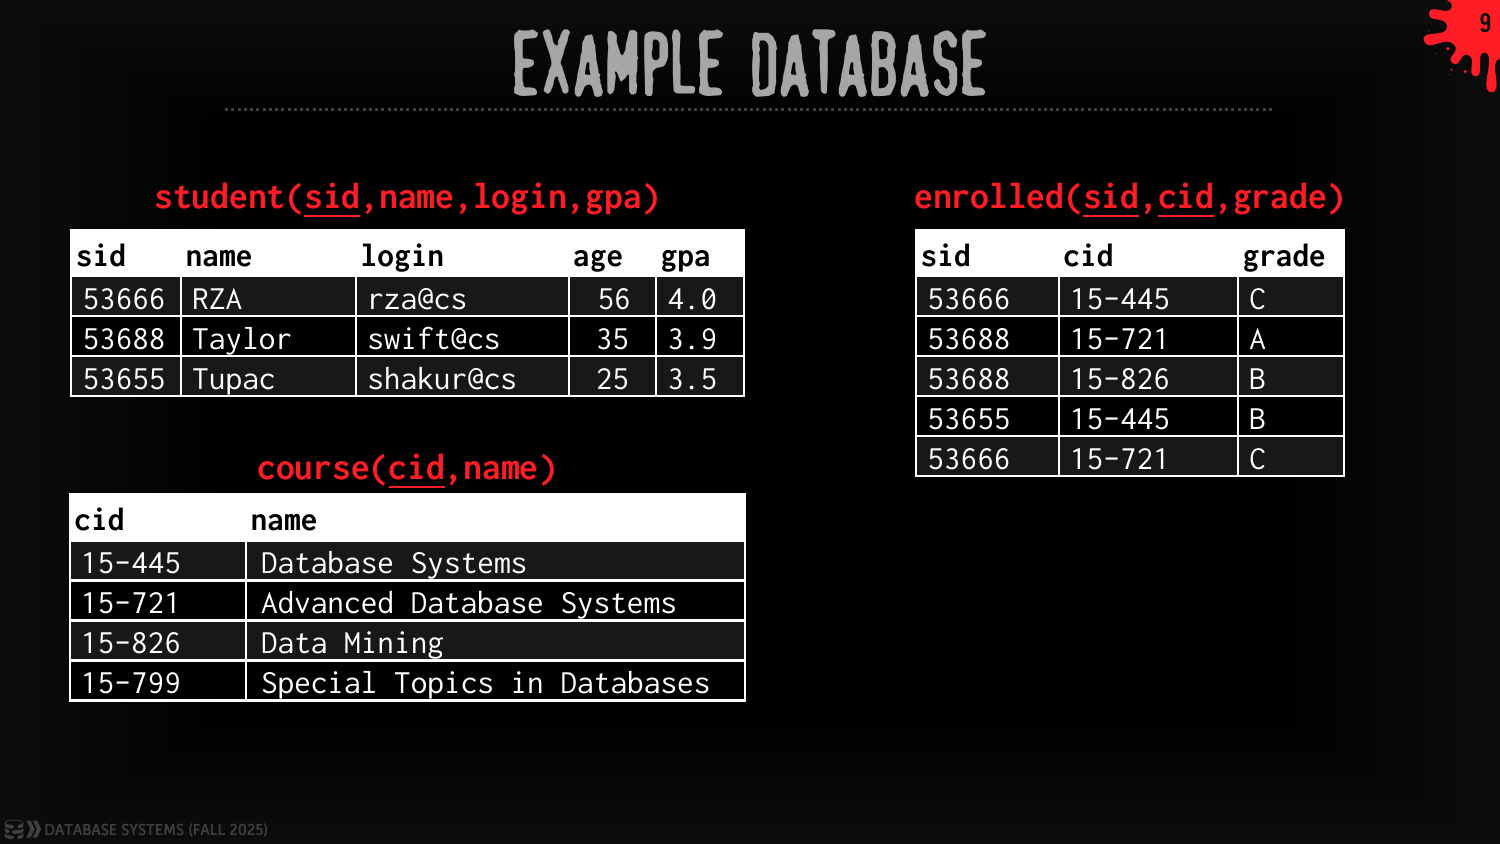 9
EXAMPLE DATABASE
student(sid,name,login,gpa)
sid name login age gpa
53666 RZA rza@cs 56 4.0
53688 Taylor swift@cs 35 3.9
53655 Tupac shakur@cs 25 3.5
course(cid,name)
cid name
15-445 Database Systems
15-721 Advanced Database Systems
15-826 Data Mining
15-799 Special Topics in Databases
enrolled(sid,cid,grade)
sid cid grade
53666 15-445 C
53688 15-721 A
53688 15-826 B
53655 15-445 B
53666 15-721 C
DATABASE SYSTEMS (FALL 2025)